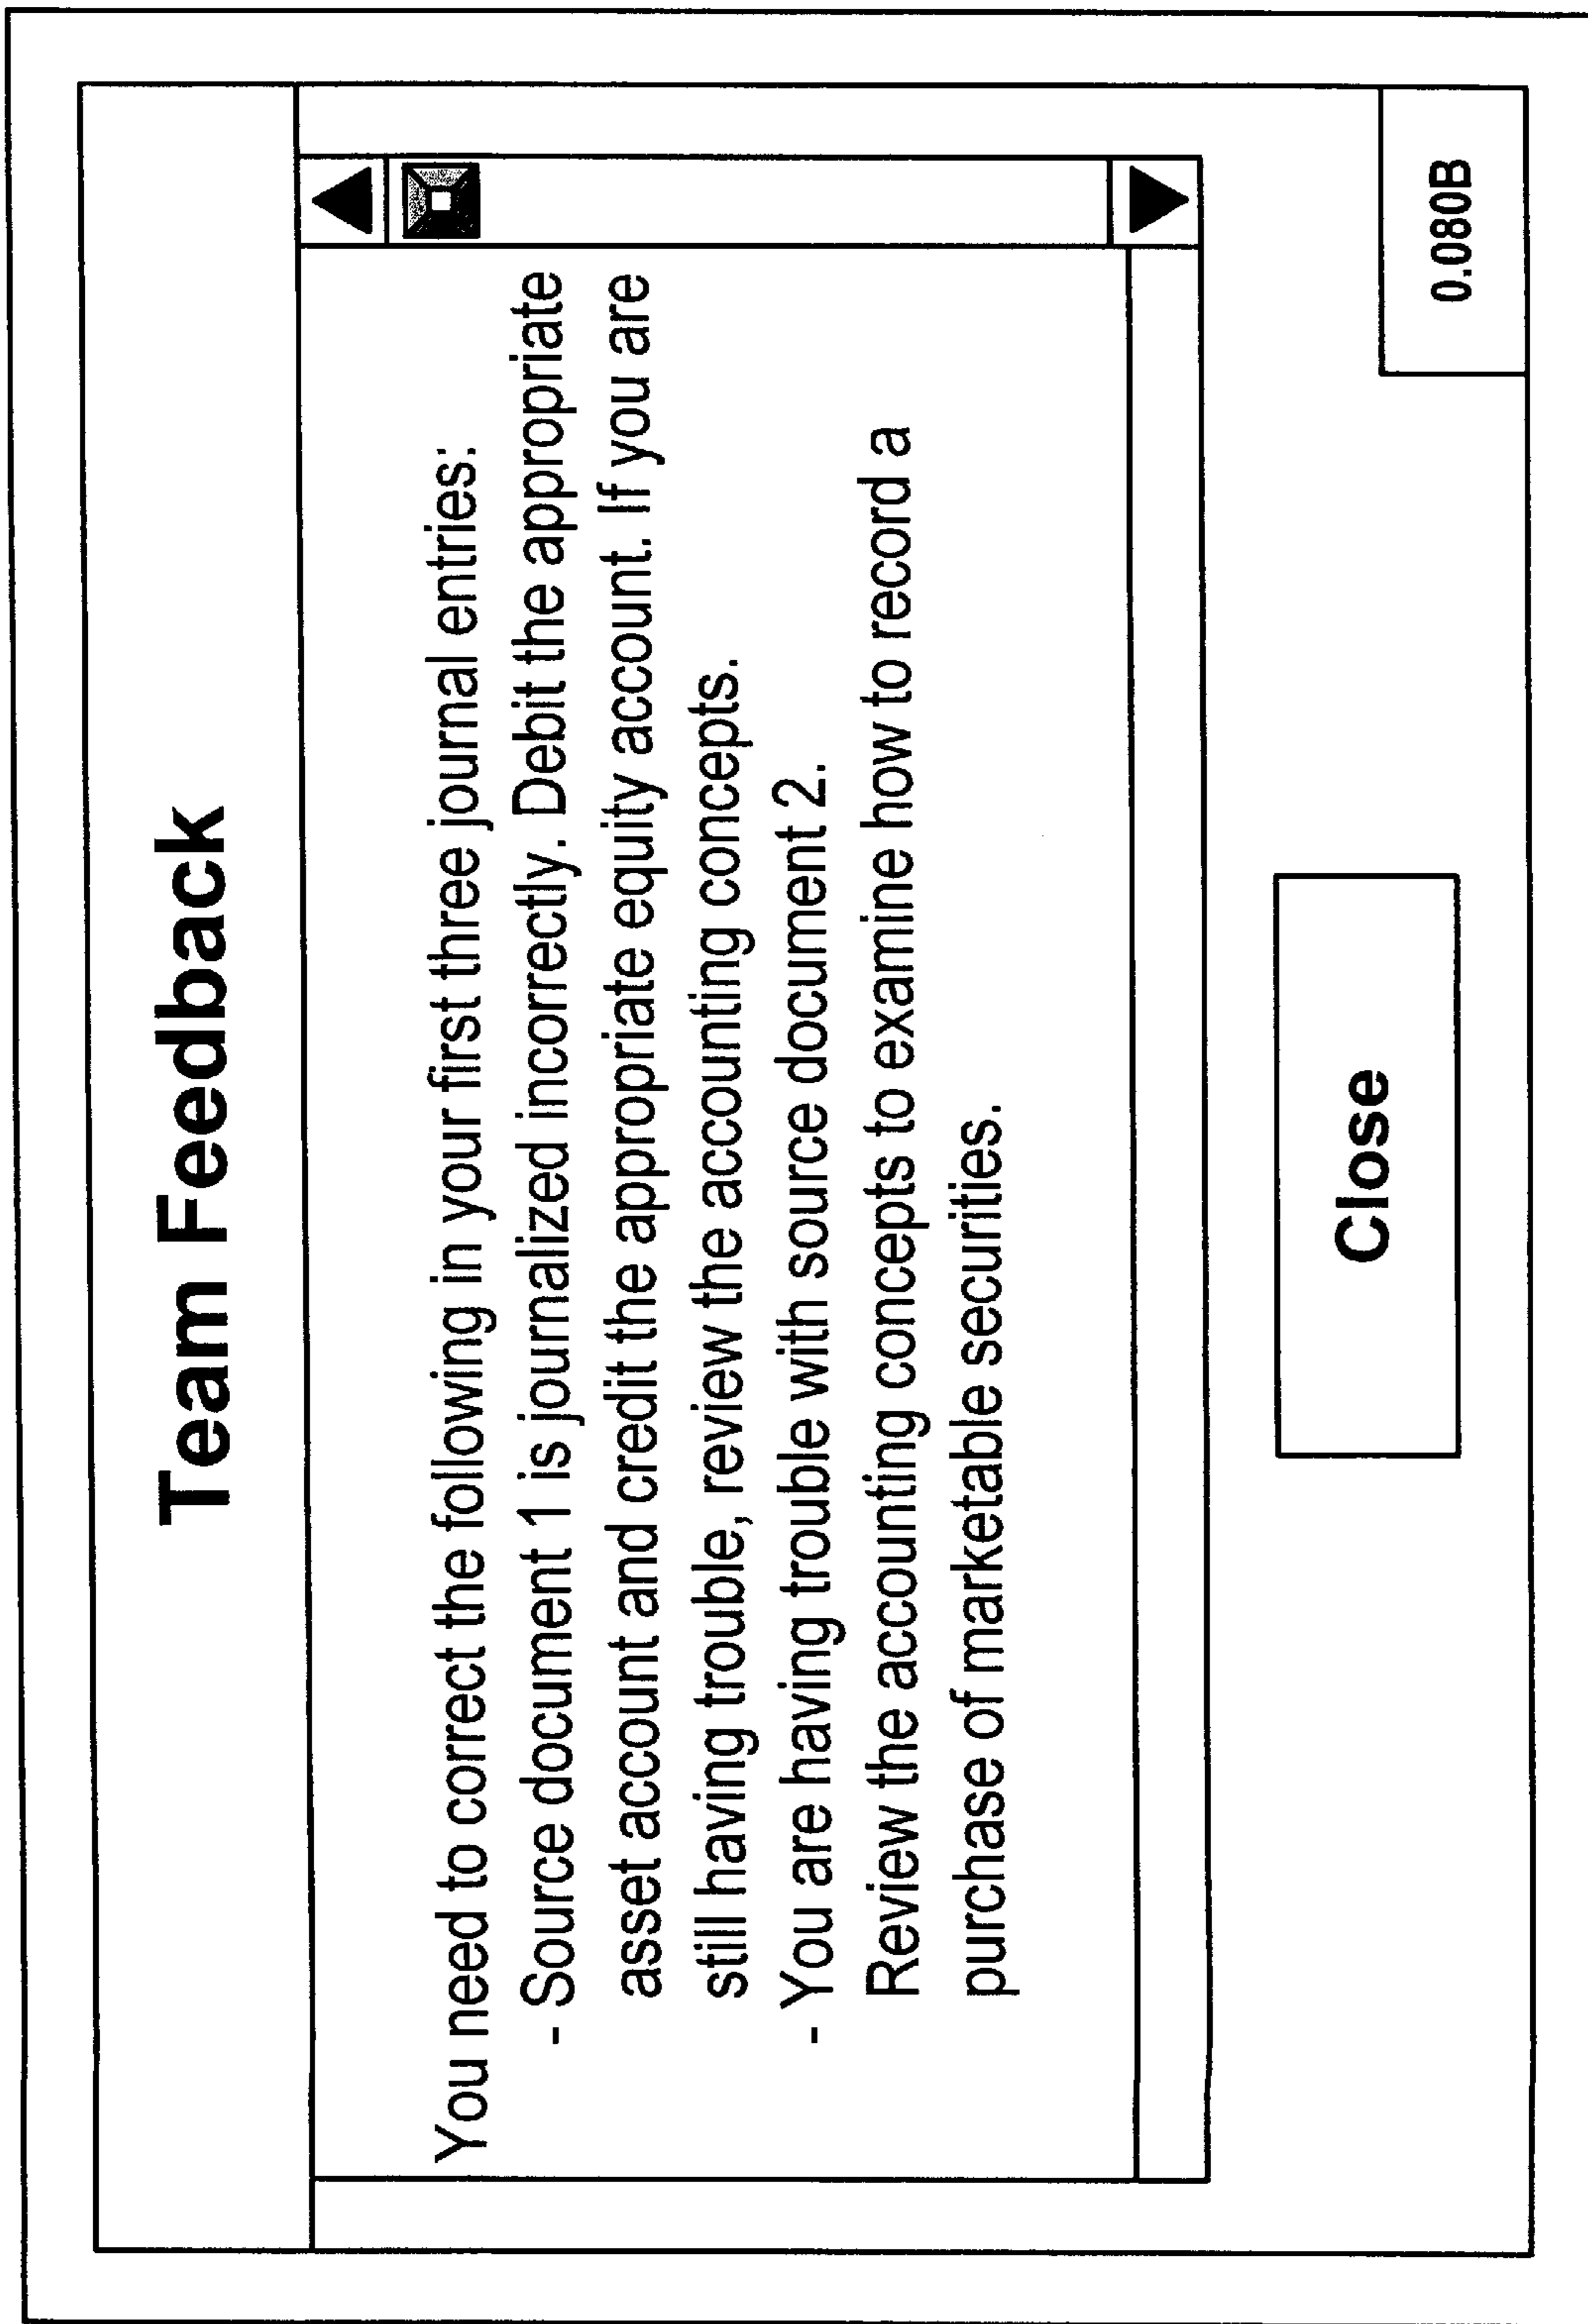 Team Feedback
You need to correct the following in your first three journal entries:
- Source document 1 is journalized incorrectly. Debit the appropriate
asset account and credit the appropriate equity account. If you are
still having trouble, review the accounting concepts.
- You are having trouble with source document 2.
Review the accounting concepts to examine how to record a
purchase of marketable securities.
Close
0.080B